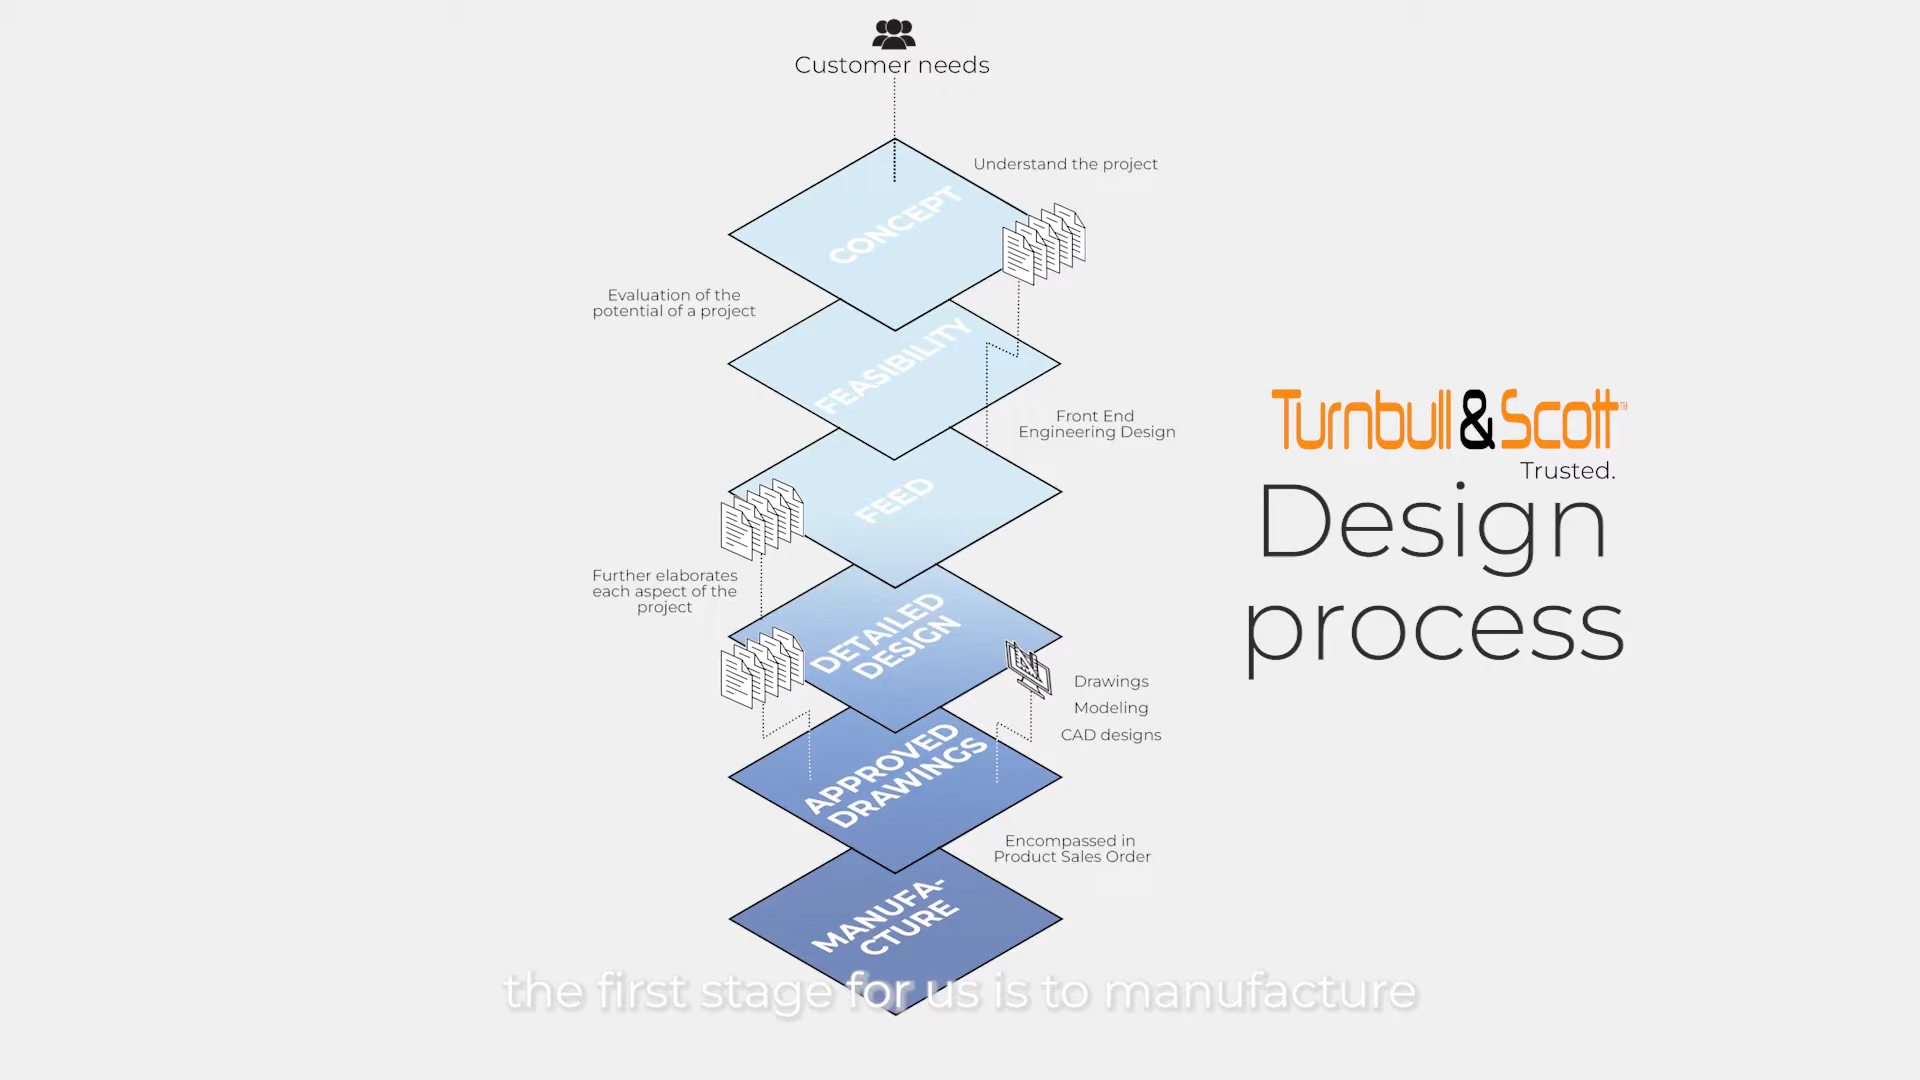 Customer needs
Understand the project
CONCEPT
Evaluation of the
potential of a project
FEASIBILITY
Front End
Engineering Design
FEED
Further elaborates
each aspect of the
project
DETAILED
DESIGN
Drawings
Modeling
CAD designs
APPROVED
DRAWINGS
Encompassed in
Product Sales Order
MANUFA-
CTURE
Turnbull&Scott™
Trusted.
Design
process
the first stage for us is to manufacture